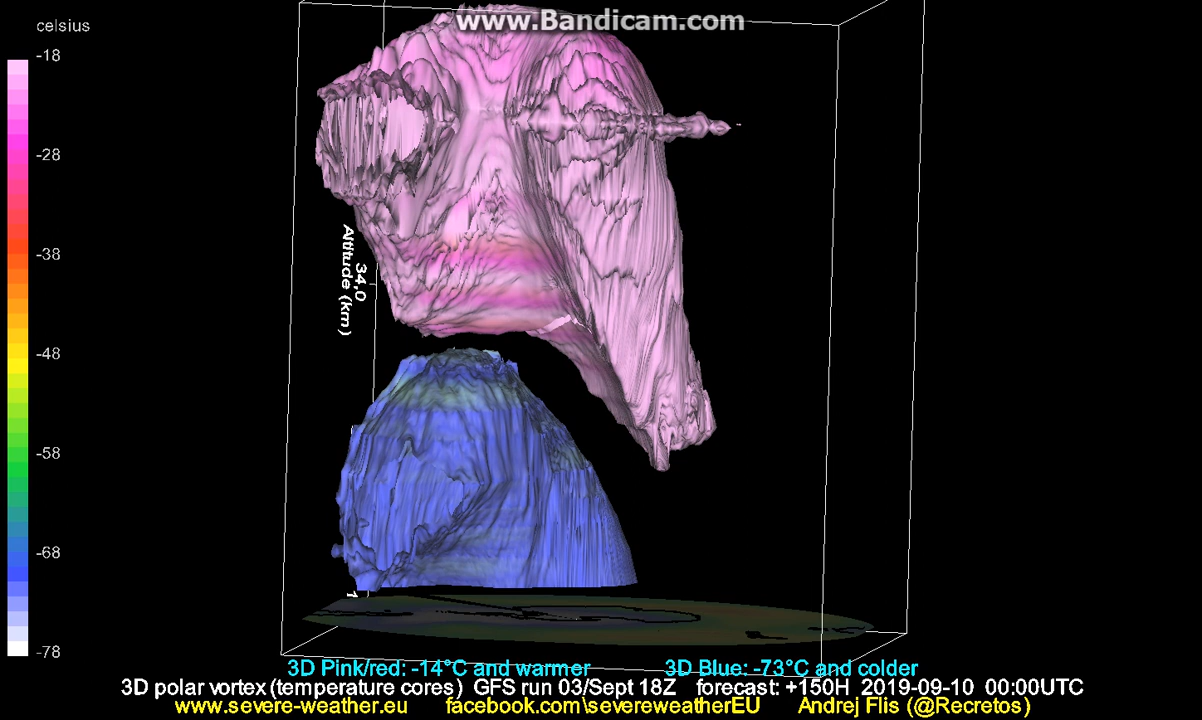 www.Bandicam.com
celsius
-18
-28
-38
-48
-58
-68
-78
34,0
Altitude (km)
1
3D Pink/red: -14°C and warmer 3D Blue: -73°C and colder
3D polar vortex (temperature cores) GFS run 03/Sept 18Z forecast: +150H 2019-09-10 00:00UTC
www.severe-weather.eu facebook.com\severeweatherEU Andrej Flis (@Recretos)